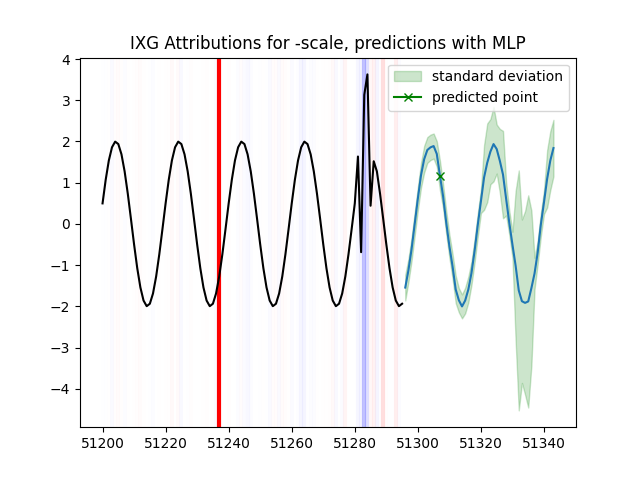 IXG Attributions for -scale, predictions with MLP
standard deviation
predicted point
4
3
2
1
0
−1
−2
−3
−4
51200 51220 51240 51260 51280 51300 51320 51340